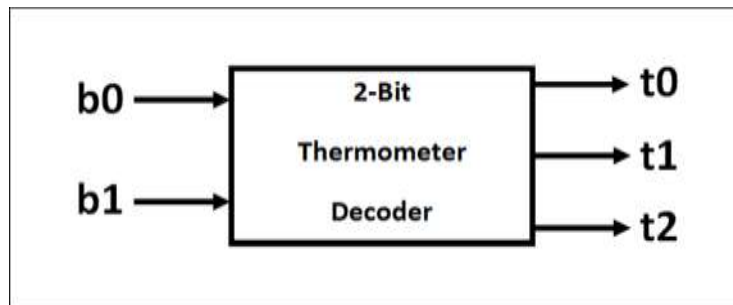 b0
b1
2-Bit
Thermometer
Decoder
t0
t1
t2